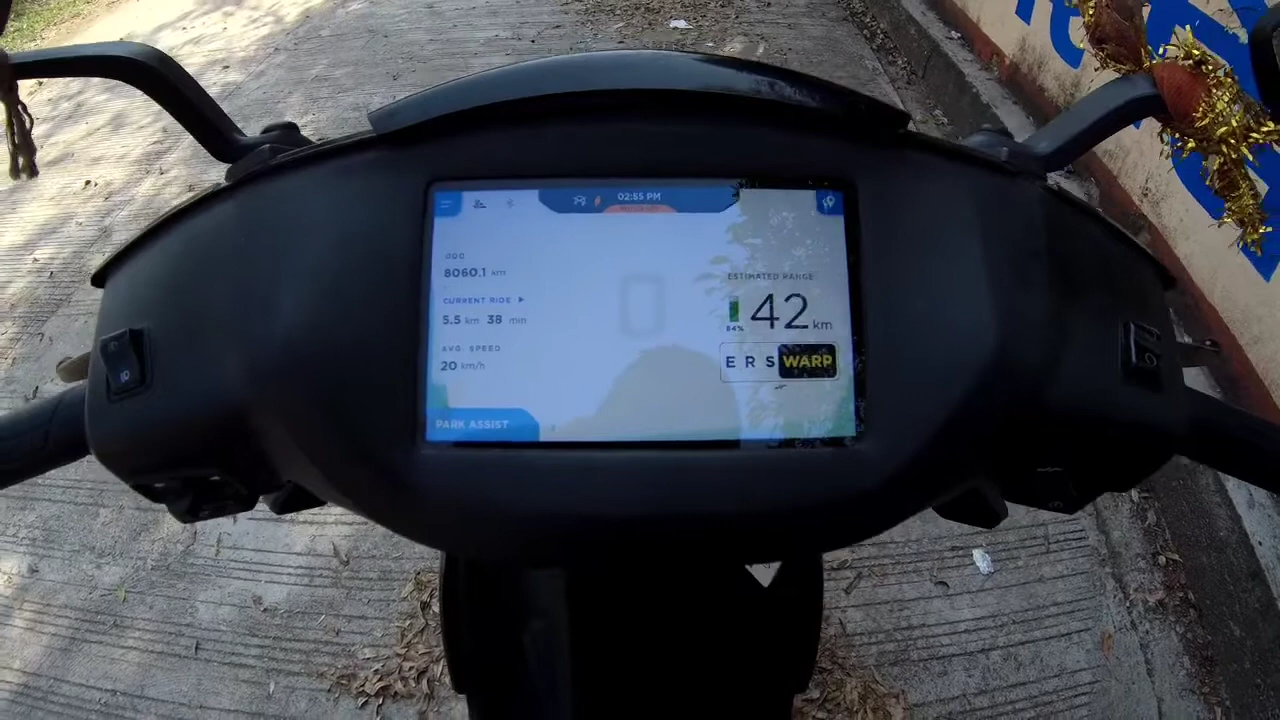 02:55 PM
ODO
8060.1 km
CURRENT RIDE
5.5 km 38 min
AVG. SPEED
20 km/h
PARK ASSIST
ESTIMATED RANGE
84%
42 km
E R S WARP